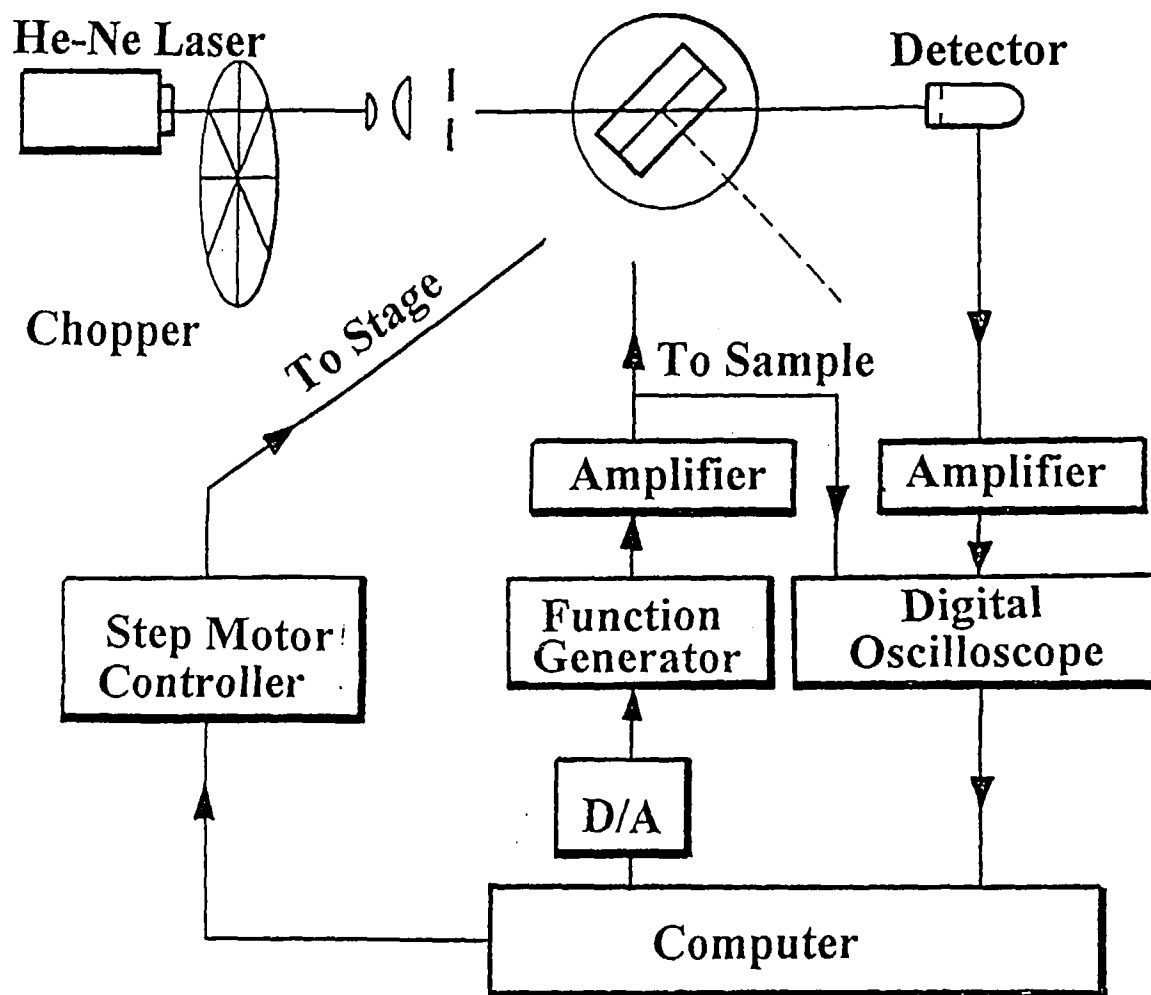 He-Ne Laser
Detector
Chopper
To Stage
To Sample
Amplifier
Amplifier
Step Motor
Controller
Function
Generator
Digital
Oscilloscope
D/A
Computer